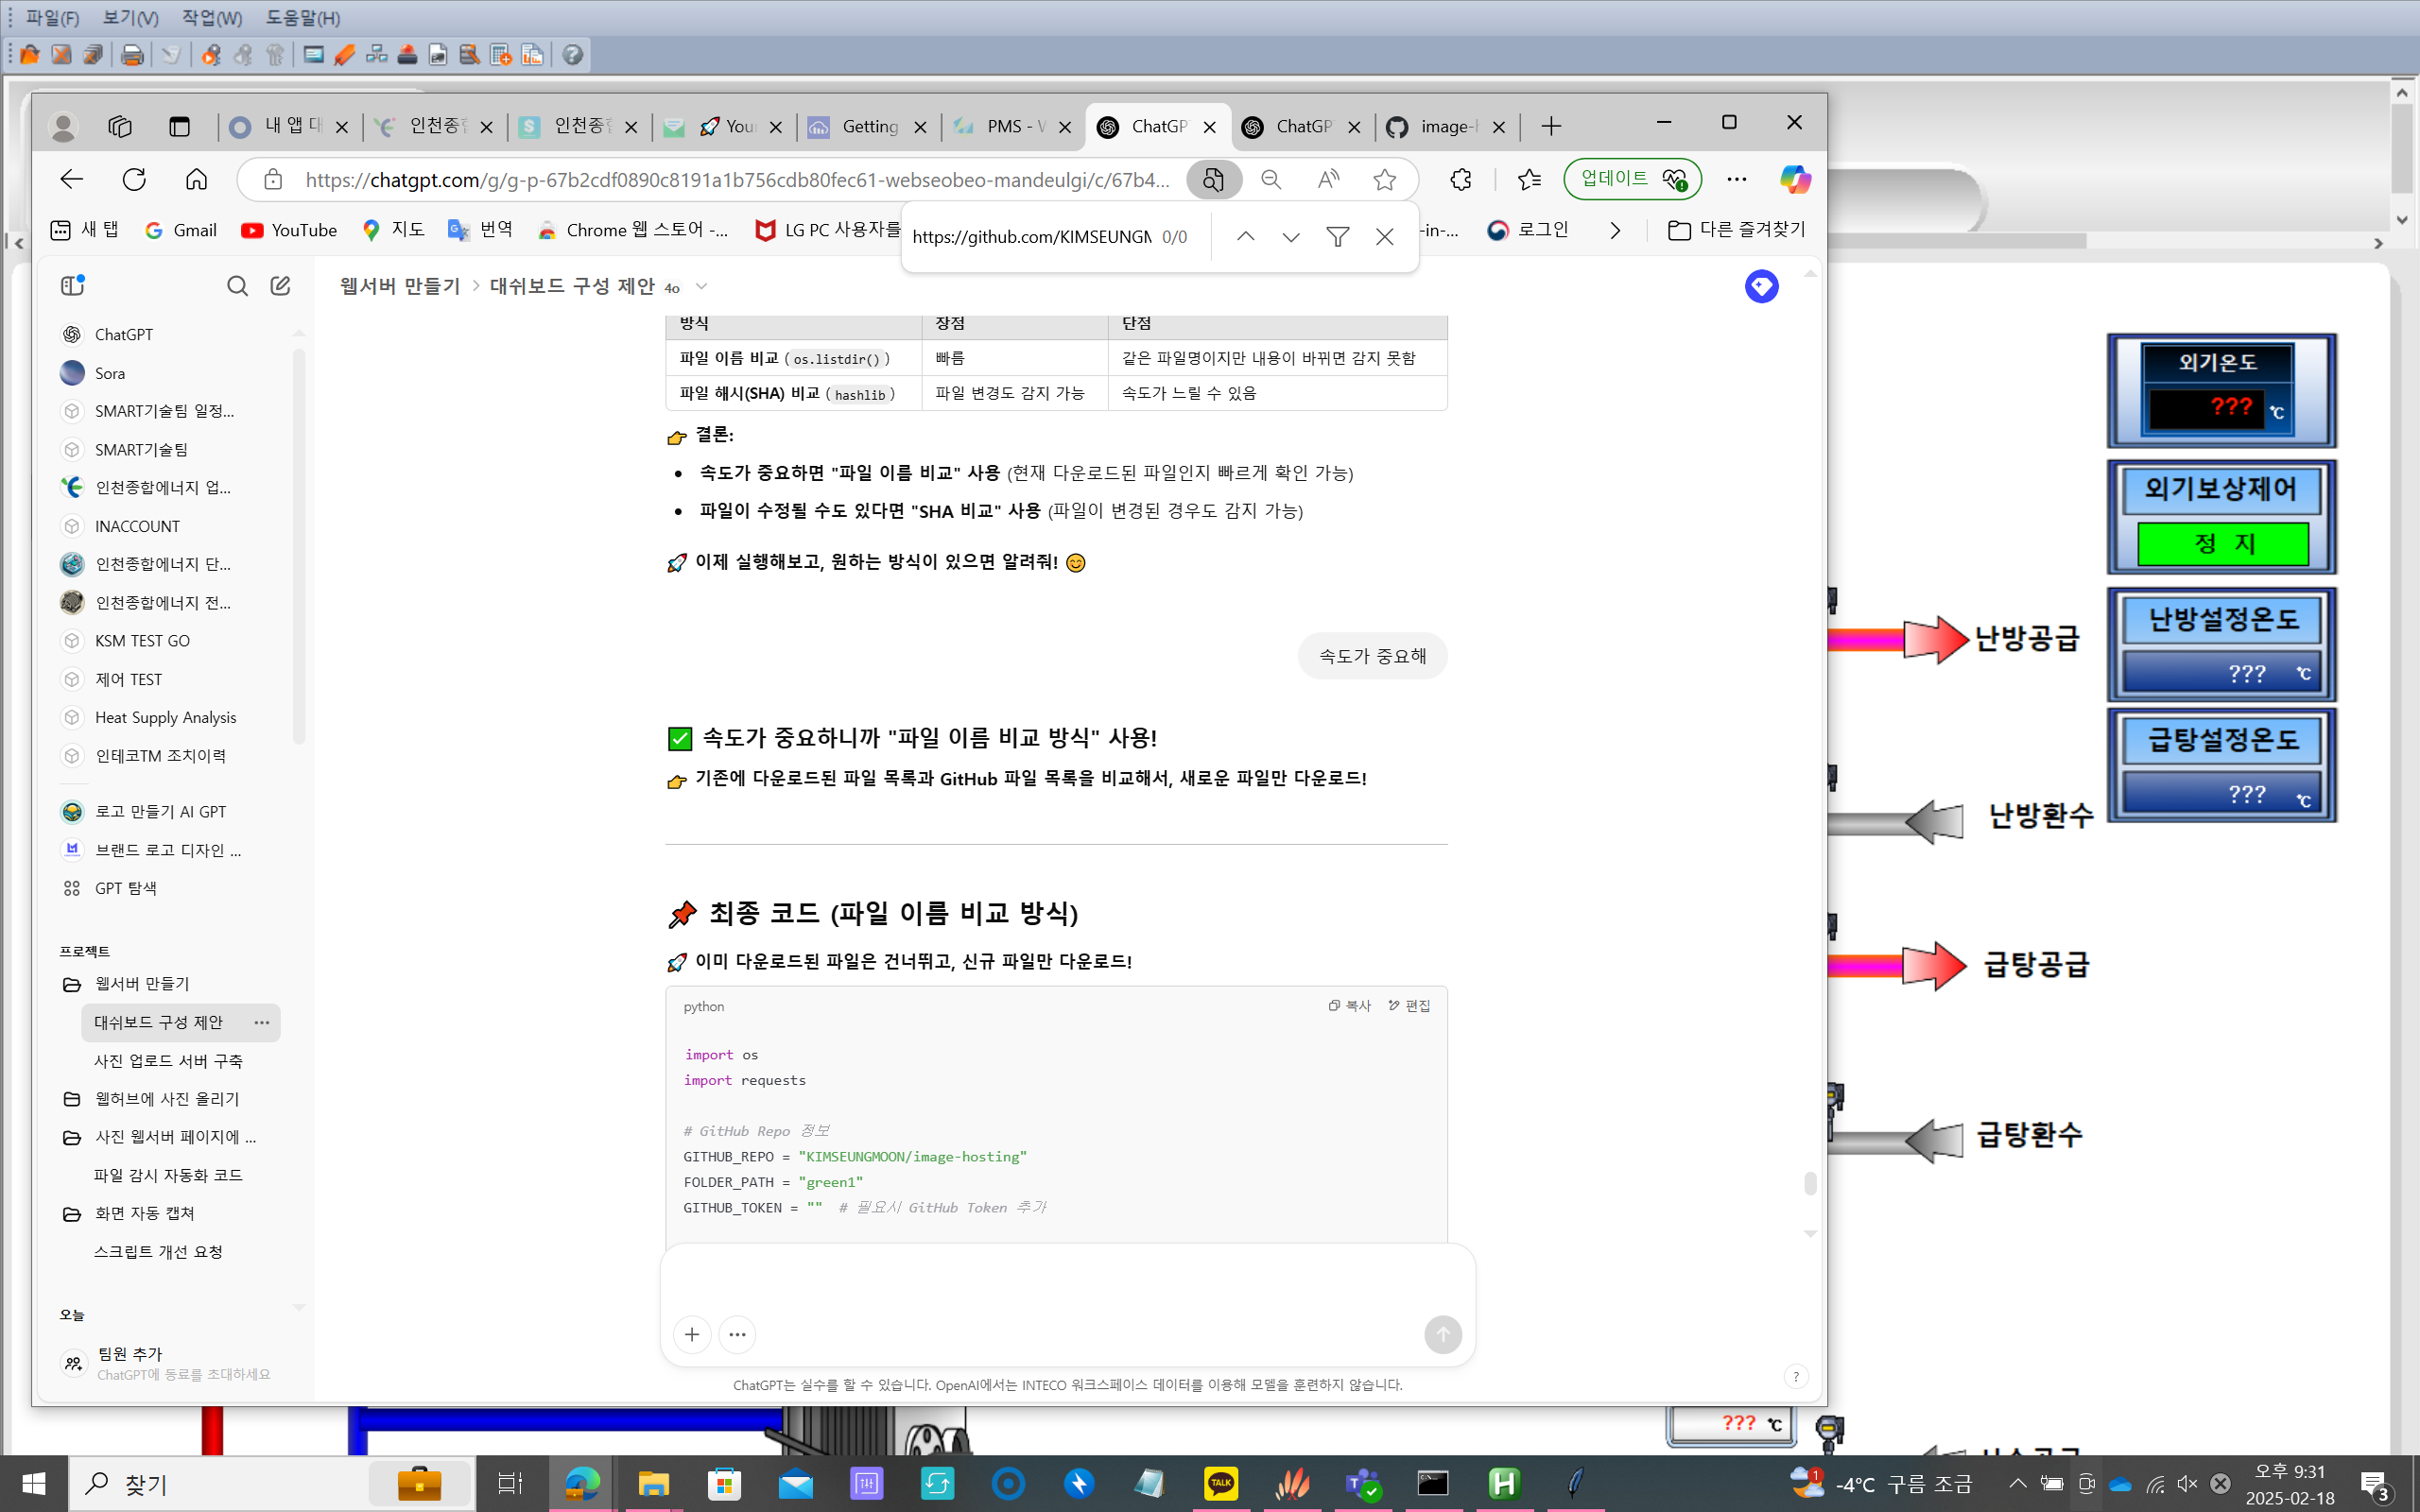 파일(F) 보기(V) 작업(W) 도움말(H)
내 앱 대
인천종합
인천종합
You
Getting
PMS - W
ChatGP
ChatGP
image-h
https://chatgpt.com/g/g-p-67b2cdf0890c8191a1b756cdb80fec61-webseobeo-mandeulgi/c/67b4...
업데이트
새 탭
Gmail
YouTube
지도
번역
Chrome 웹 스토어 -...
LG PC 사용자를
-in-...
로그인
다른 즐겨찾기
https://github.com/KIMSEUNGM 0/0
웹서버 만들기 > 대쉬보드 구성 제안 4o
ChatGPT
Sora
SMART기술팀 일정...
SMART기술팀
인천종합에너지 업...
INACCOUNT
인천종합에너지 단...
인천종합에너지 전...
KSM TEST GO
제어 TEST
Heat Supply Analysis
인테코TM 조치이력
로고 만들기 AI GPT
브랜드 로고 디자인 ...
GPT 탐색
프로젝트
웹서버 만들기
대쉬보드 구성 제안 ...
사진 업로드 서버 구축
웹허브에 사진 올리기
사진 웹서버 페이지에 ...
파일 감시 자동화 코드
화면 자동 캡쳐
스크립트 개선 요청
오늘
팀원 추가
ChatGPT에 동료를 초대하세요
방식 장점 단점
파일 이름 비교 (os.listdir()) 빠름 같은 파일명이지만 내용이 바뀌면 감지 못함
파일 해시(SHA) 비교 (hashlib) 파일 변경도 감지 가능 속도가 느릴 수 있음
👉 결론:
• 속도가 중요하면 "파일 이름 비교" 사용 (현재 다운로드된 파일인지 빠르게 확인 가능)
• 파일이 수정될 수도 있다면 "SHA 비교" 사용 (파일이 변경된 경우도 감지 가능)
🚀 이제 실행해보고, 원하는 방식이 있으면 알려줘! 😊
속도가 중요해
✅ 속도가 중요하니까 "파일 이름 비교 방식" 사용!
👉 기존에 다운로드된 파일 목록과 GitHub 파일 목록을 비교해서, 새로운 파일만 다운로드!
📌 최종 코드 (파일 이름 비교 방식)
🚀 이미 다운로드된 파일은 건너뛰고, 신규 파일만 다운로드!
python 복사 편집
import os
import requests
# GitHub Repo 정보
GITHUB_REPO = "KIMSEUNGMOON/image-hosting"
FOLDER_PATH = "green1"
GITHUB_TOKEN = "" # 필요시 GitHub Token 추가
ChatGPT는 실수를 할 수 있습니다. OpenAI에서는 INTECO 워크스페이스 데이터를 이용해 모델을 훈련하지 않습니다.
?
외기온도
??? ℃
외기보상제어
정 지
난방설정온도
??? ℃
급탕설정온도
??? ℃
난방공급
난방환수
급탕공급
급탕환수
??? ℃
찾기
TALK
1
-4°C 구름 조금
오후 9:31
2025-02-18
3